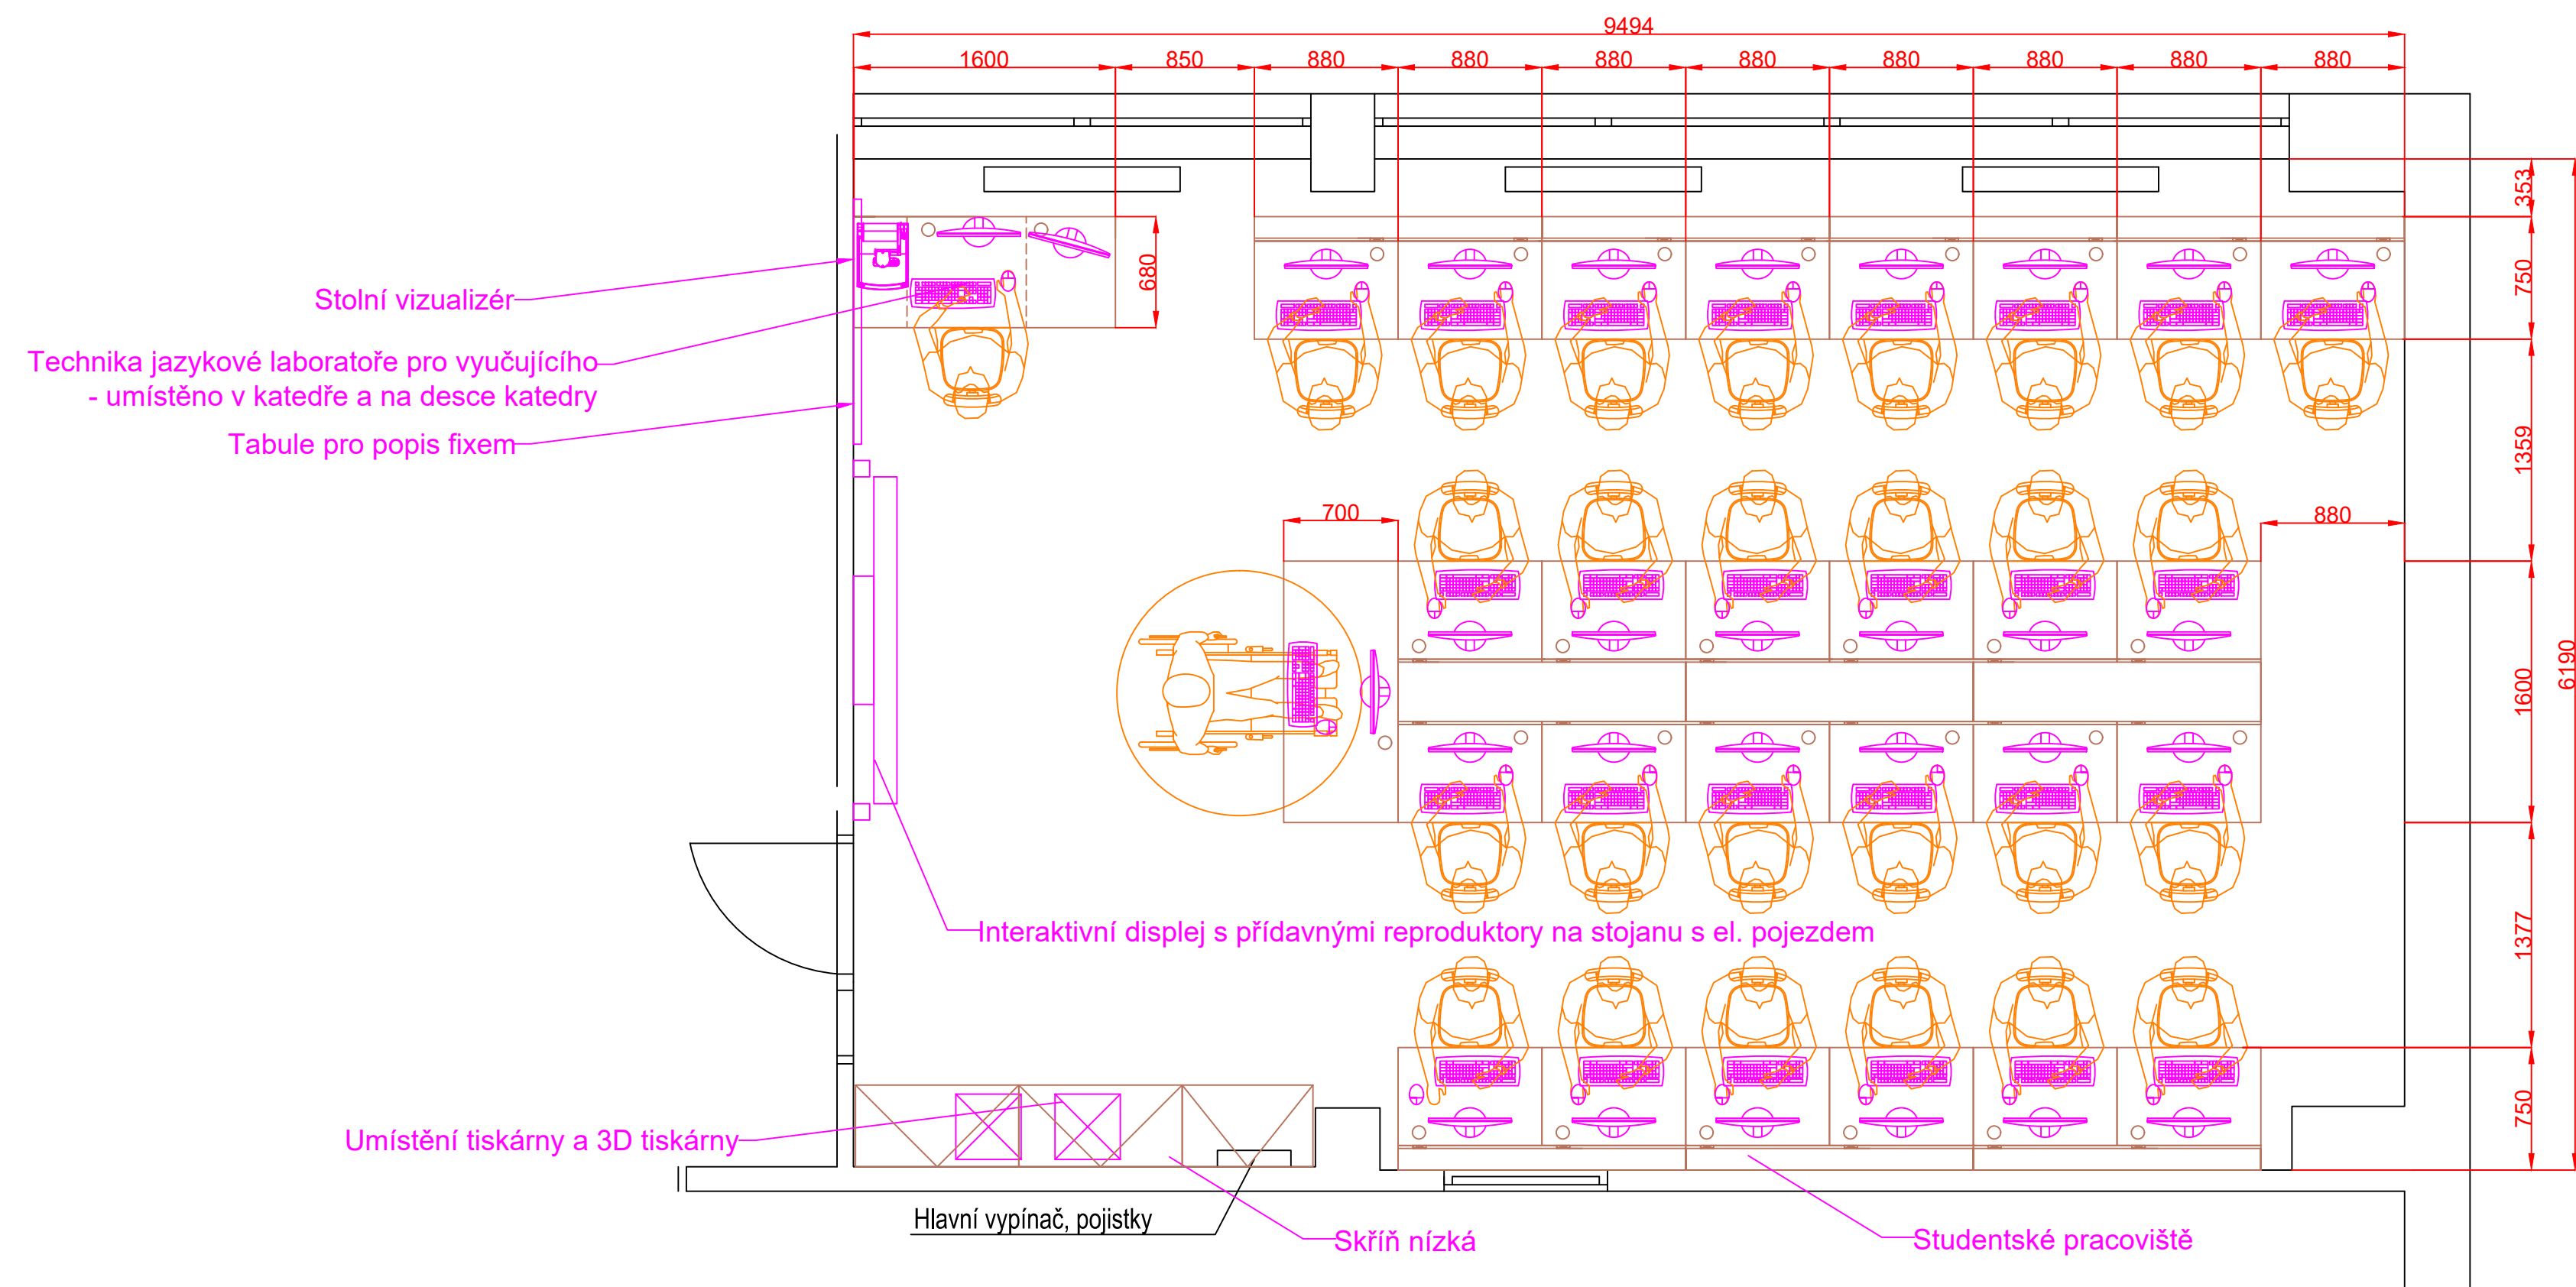 9494
1600 850 880 880 880 880 880 880 880 880
353
750
680
Stolní vizualizér
Technika jazykové laboratoře pro vyučujícího
- umístěno v katedře a na desce katedry
Tabule pro popis fixem
1359
700
880
1600
6190
Interaktivní displej s přídavnými reproduktory na stojanu s el. pojezdem
1377
750
Umístění tiskárny a 3D tiskárny
Hlavní vypínač, pojistky
Skříň nízká
Studentské pracoviště